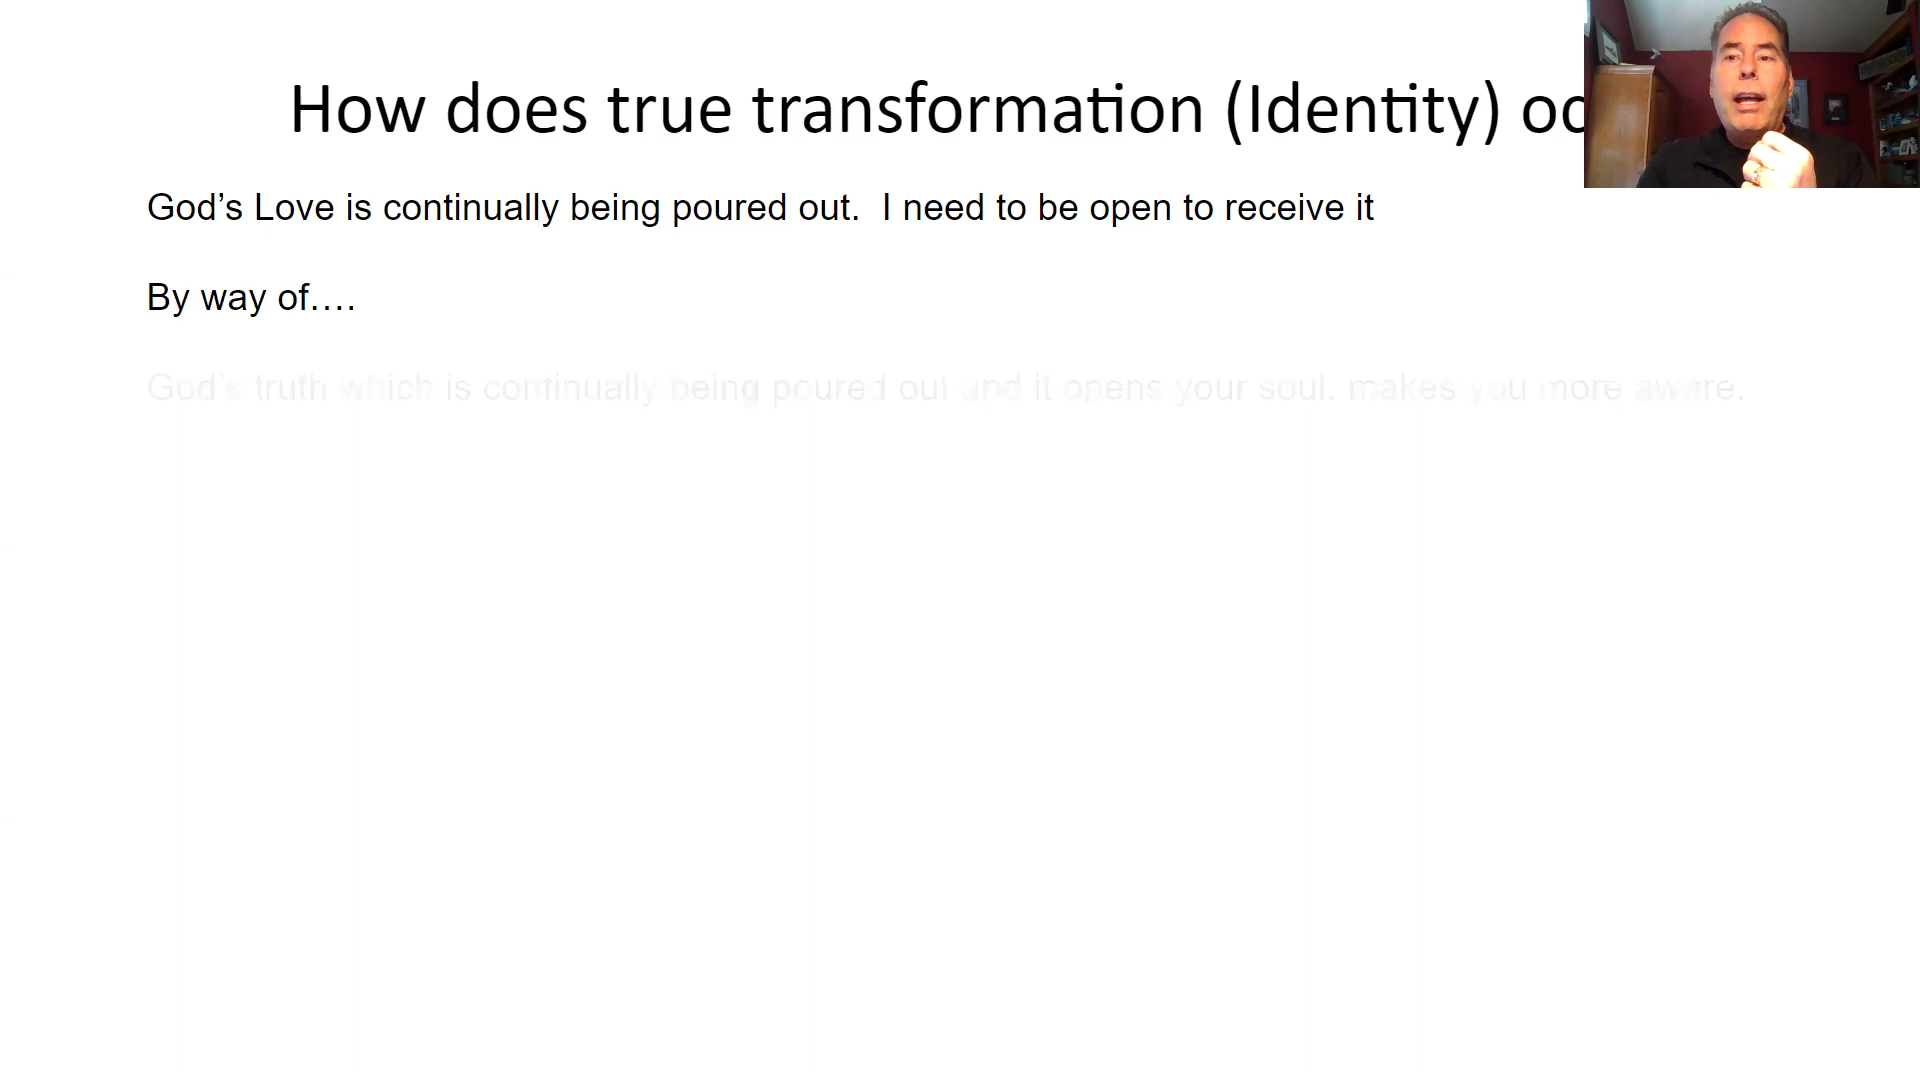 How does true transformation (Identity) oc
God’s Love is continually being poured out.  I need to be open to receive it
By way of….
God’s truth which is continually being poured out and it opens your soul. makes you more aware.